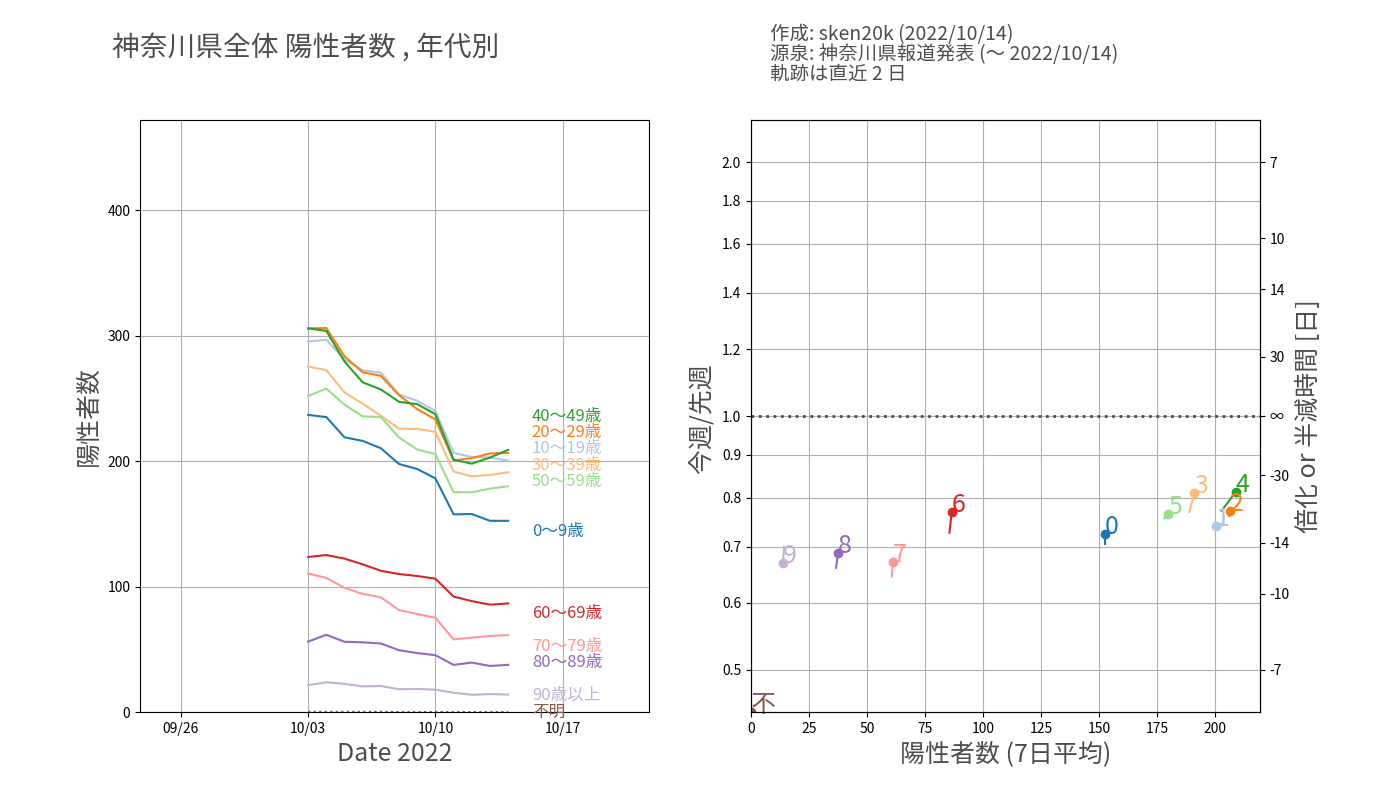 神奈川県全体 陽性者数 , 年代別
作成: sken20k (2022/10/14)
源泉: 神奈川県報道発表 (〜 2022/10/14)
軌跡は直近 2 日
陽性者数
400
300
200
100
0
09/26
10/03
10/10
10/17
Date 2022
40〜49歳
20〜29歳
10〜19歳
30〜39歳
50〜59歳
0〜9歳
60〜69歳
70〜79歳
80〜89歳
90歳以上
不明
今週/先週
2.0
1.8
1.6
1.4
1.2
1.0
0.9
0.8
0.7
0.6
0.5
0
25
50
75
100
125
150
175
200
陽性者数 (7日平均)
7
10
14
30
∞
-30
-14
-10
-7
倍化 or 半減時間 [日]
9
8
7
6
0
5
3
4
2
1
不